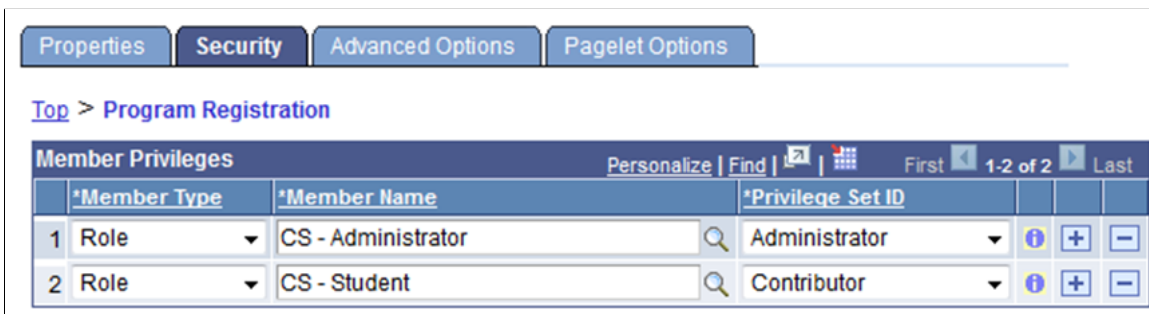 Properties Security Advanced Options Pagelet Options
Top > Program Registration
Member Privileges Personalize | Find | | First 1-2 of 2 Last
*Member Type *Member Name *Privilege Set ID
1 Role CS - Administrator Administrator
2 Role CS - Student Contributor